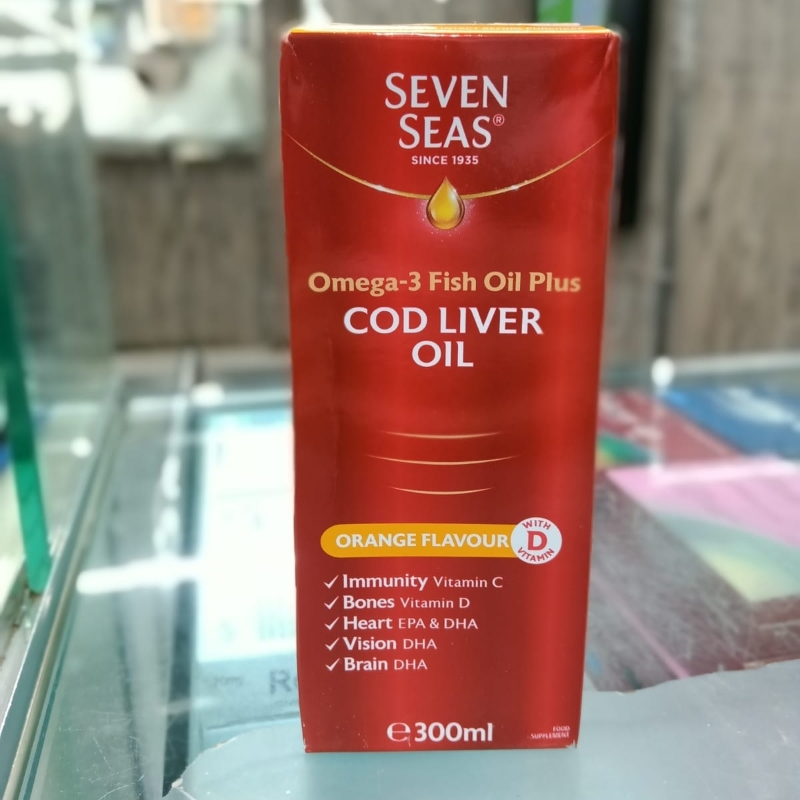 SEVEN
SEAS®
SINCE 1935
Omega-3 Fish Oil Plus
COD LIVER
OIL
ORANGE FLAVOUR
WITH
D
VITAMIN
✓ Immunity Vitamin C
✓ Bones Vitamin D
✓ Heart EPA & DHA
✓ Vision DHA
✓ Brain DHA
℮ 300ml
FOOD
SUPPLEMENT